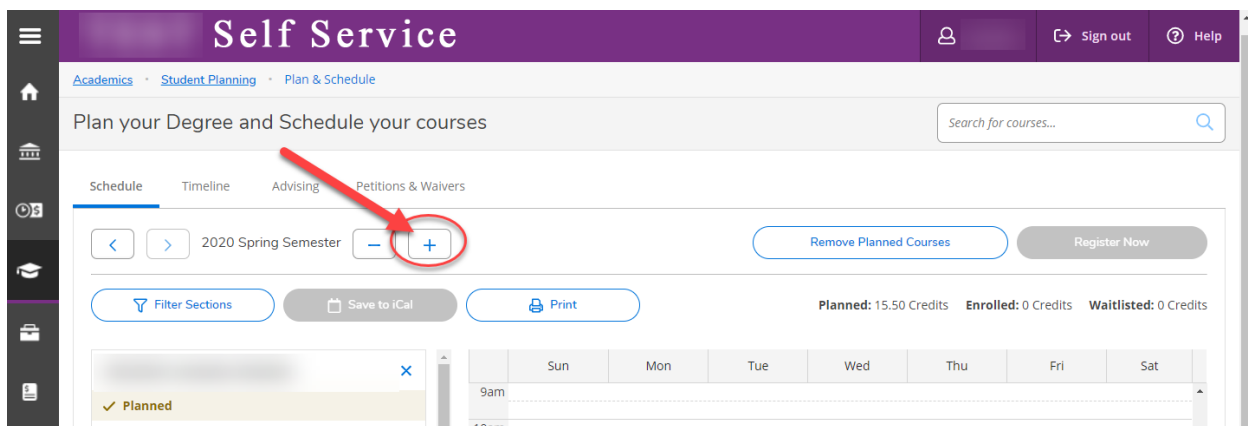 Self Service
Sign out
Help
Academics · Student Planning · Plan & Schedule
Plan your Degree and Schedule your courses
Search for courses...
Schedule Timeline Advising Petitions & Waivers
2020 Spring Semester
Remove Planned Courses
Register Now
Filter Sections
Save to iCal
Print
Planned: 15.50 Credits Enrolled: 0 Credits Waitlisted: 0 Credits
Sun Mon Tue Wed Thu Fri Sat
9am
Planned